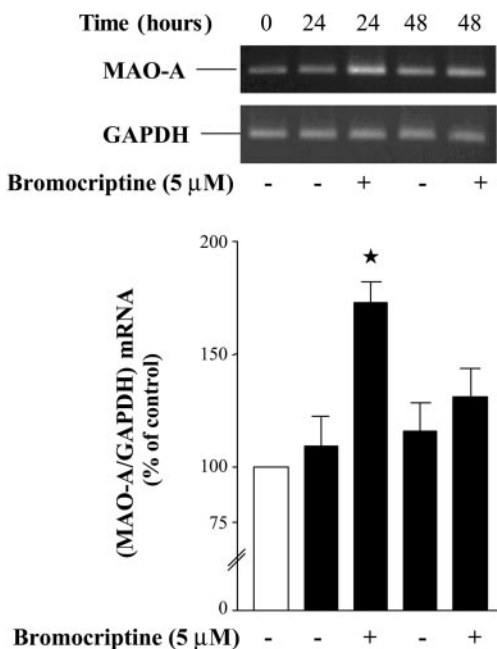 Time (hours) 0 24 24 48 48
MAO-A
GAPDH
Bromocriptine (5 μM) - - + - +
200
★
150
100
75
0
(MAO-A/GAPDH) mRNA
(% of control)
Bromocriptine (5 μM) - - + - +